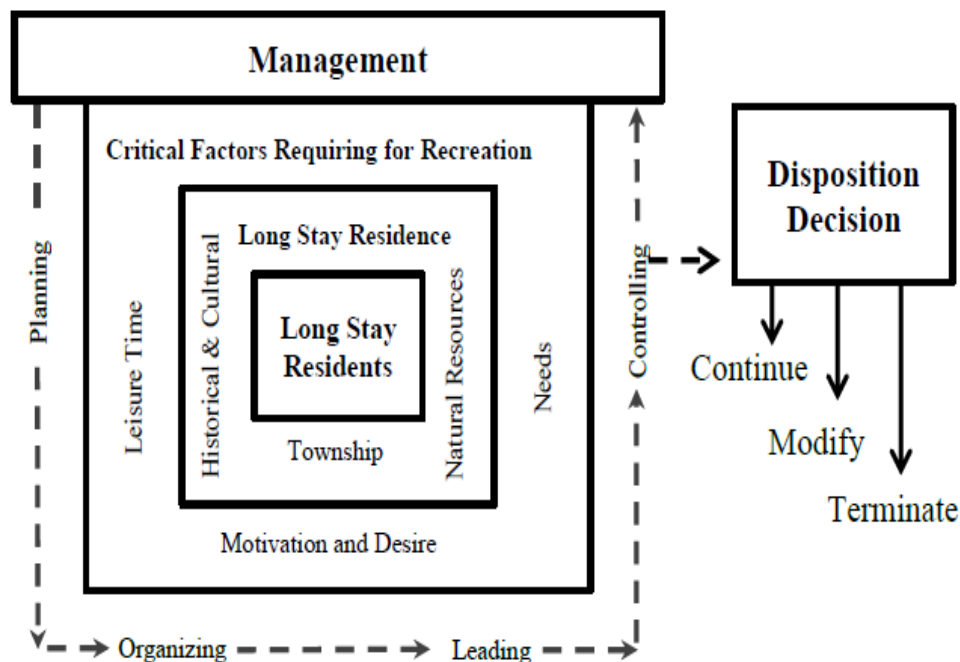 Management
Critical Factors Requiring for Recreation
Disposition
Decision
Long Stay Residence
Long Stay
Residents
Planning
Leisure Time
Historical & Cultural
Natural Resources
Needs
Controlling
Township
Motivation and Desire
Continue
Modify
Terminate
Organizing
Leading